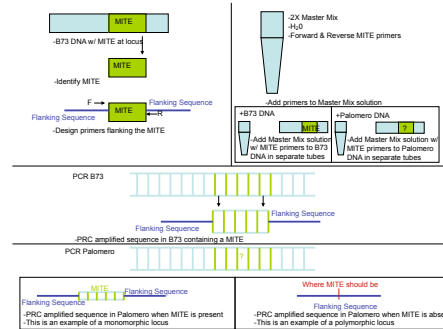 MITE
-B73 DNA w/ MITE at locus
MITE
-Identify MITE
F
MITE
Flanking Sequence
Flanking Sequence
R
-Design primers flanking the MITE
-2X Master Mix
-H20
-Forward & Reverse MITE primers
-Add primers to Master Mix solution
+B73 DNA
MITE
-Add Master Mix solution
w/ MITE primers to B73
DNA in separate tubes
+Palomero DNA
?
-Add Master Mix solution w/
MITE primers to Palomero
DNA in separate tubes
PCR B73
Flanking Sequence
Flanking Sequence
-PRC amplified sequence in B73 containing a MITE
PCR Palomero
?
MITE
Flanking Sequence
Flanking Sequence
-PRC amplified sequence in Palomero when MITE is present
-This is an example of a monomorphic locus
Where MITE should be
Flanking Sequence
-PRC amplified sequence in Palomero when MITE is abs
-This is an example of a polymorphic locus